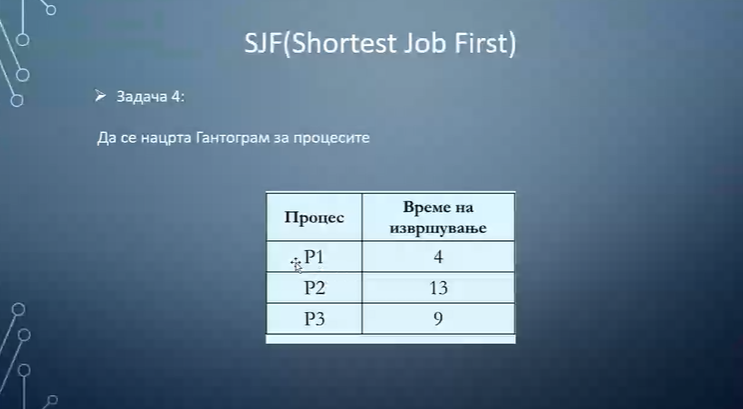 SJF(Shortest Job First)
Задача 4:
Да се нацрта Гантограм за процесите
Процес Време на
извршување
P1 4
P2 13
P3 9